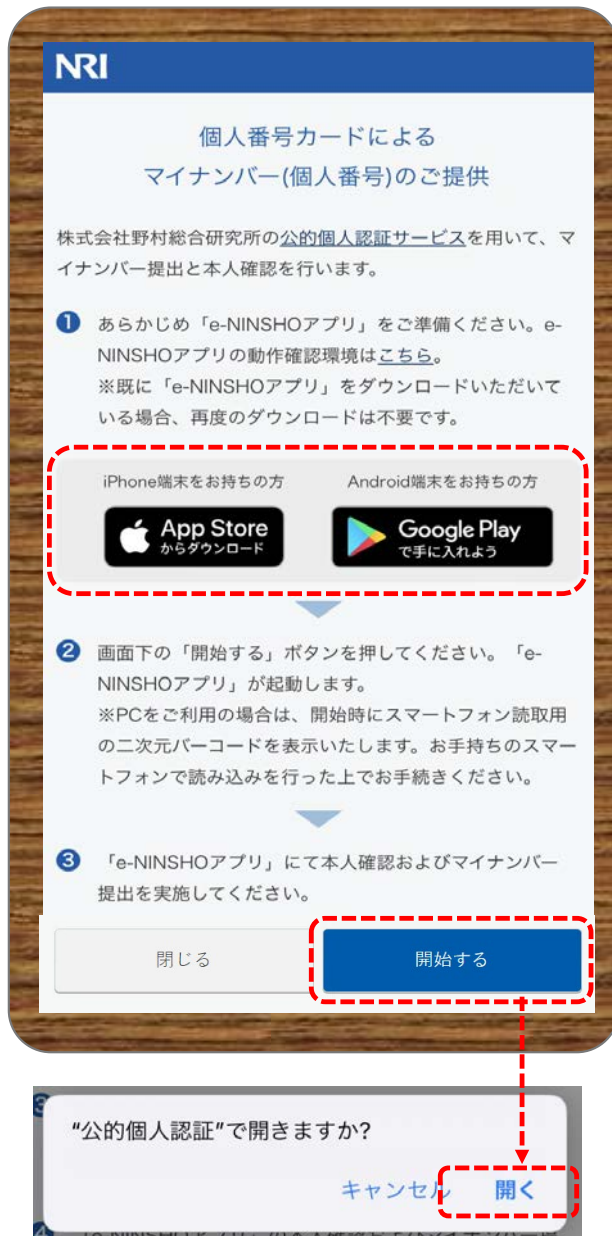 NRI
個人番号カードによる
マイナンバー(個人番号)のご提供
株式会社野村総合研究所の公的個人認証サービスを用いて、マ
イナンバー提出と本人確認を行います。
1 あらかじめ「e-NINSHOアプリ」をご準備ください。e-
NINSHOアプリの動作確認環境はこちら。
※既に「e-NINSHOアプリ」をダウンロードいただいて
いる場合、再度のダウンロードは不要です。
iPhone端末をお持ちの方 Android端末をお持ちの方
App Store Google Play
からダウンロード で手に入れよう
2 画面下の「開始する」ボタンを押してください。「e-
NINSHOアプリ」が起動します。
※PCをご利用の場合は、開始時にスマートフォン読取用
の二次元バーコードを表示いたします。お手持ちのスマー
トフォンで読み込みを行った上でお手続きください。
3 「e-NINSHOアプリ」にて本人確認およびマイナンバー
提出を実施してください。
閉じる 開始する
"公的個人認証"で開きますか?
キャンセル 開く